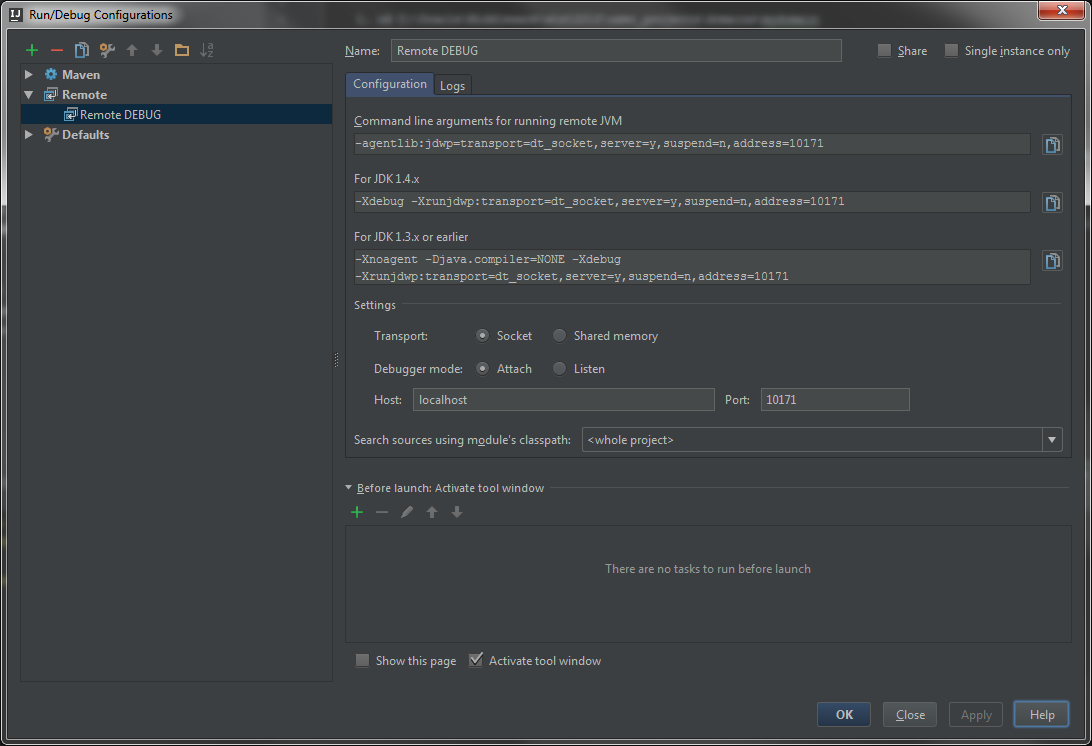 Run/Debug Configurations
Name: Remote DEBUG Share Single instance only
Maven
Remote
Remote DEBUG
Defaults
Configuration Logs
Command line arguments for running remote JVM
-agentlib:jdwp=transport=dt_socket,server=y,suspend=n,address=10171
For JDK 1.4.x
-Xdebug -Xrunjdwp:transport=dt_socket,server=y,suspend=n,address=10171
For JDK 1.3.x or earlier
-Xnoagent -Djava.compiler=NONE -Xdebug
-Xrunjdwp:transport=dt_socket,server=y,suspend=n,address=10171
Settings
Transport: Socket Shared memory
Debugger mode: Attach Listen
Host: localhost Port: 10171
Search sources using module's classpath: <whole project>
Before launch: Activate tool window
There are no tasks to run before launch
Show this page Activate tool window
OK Close Apply Help